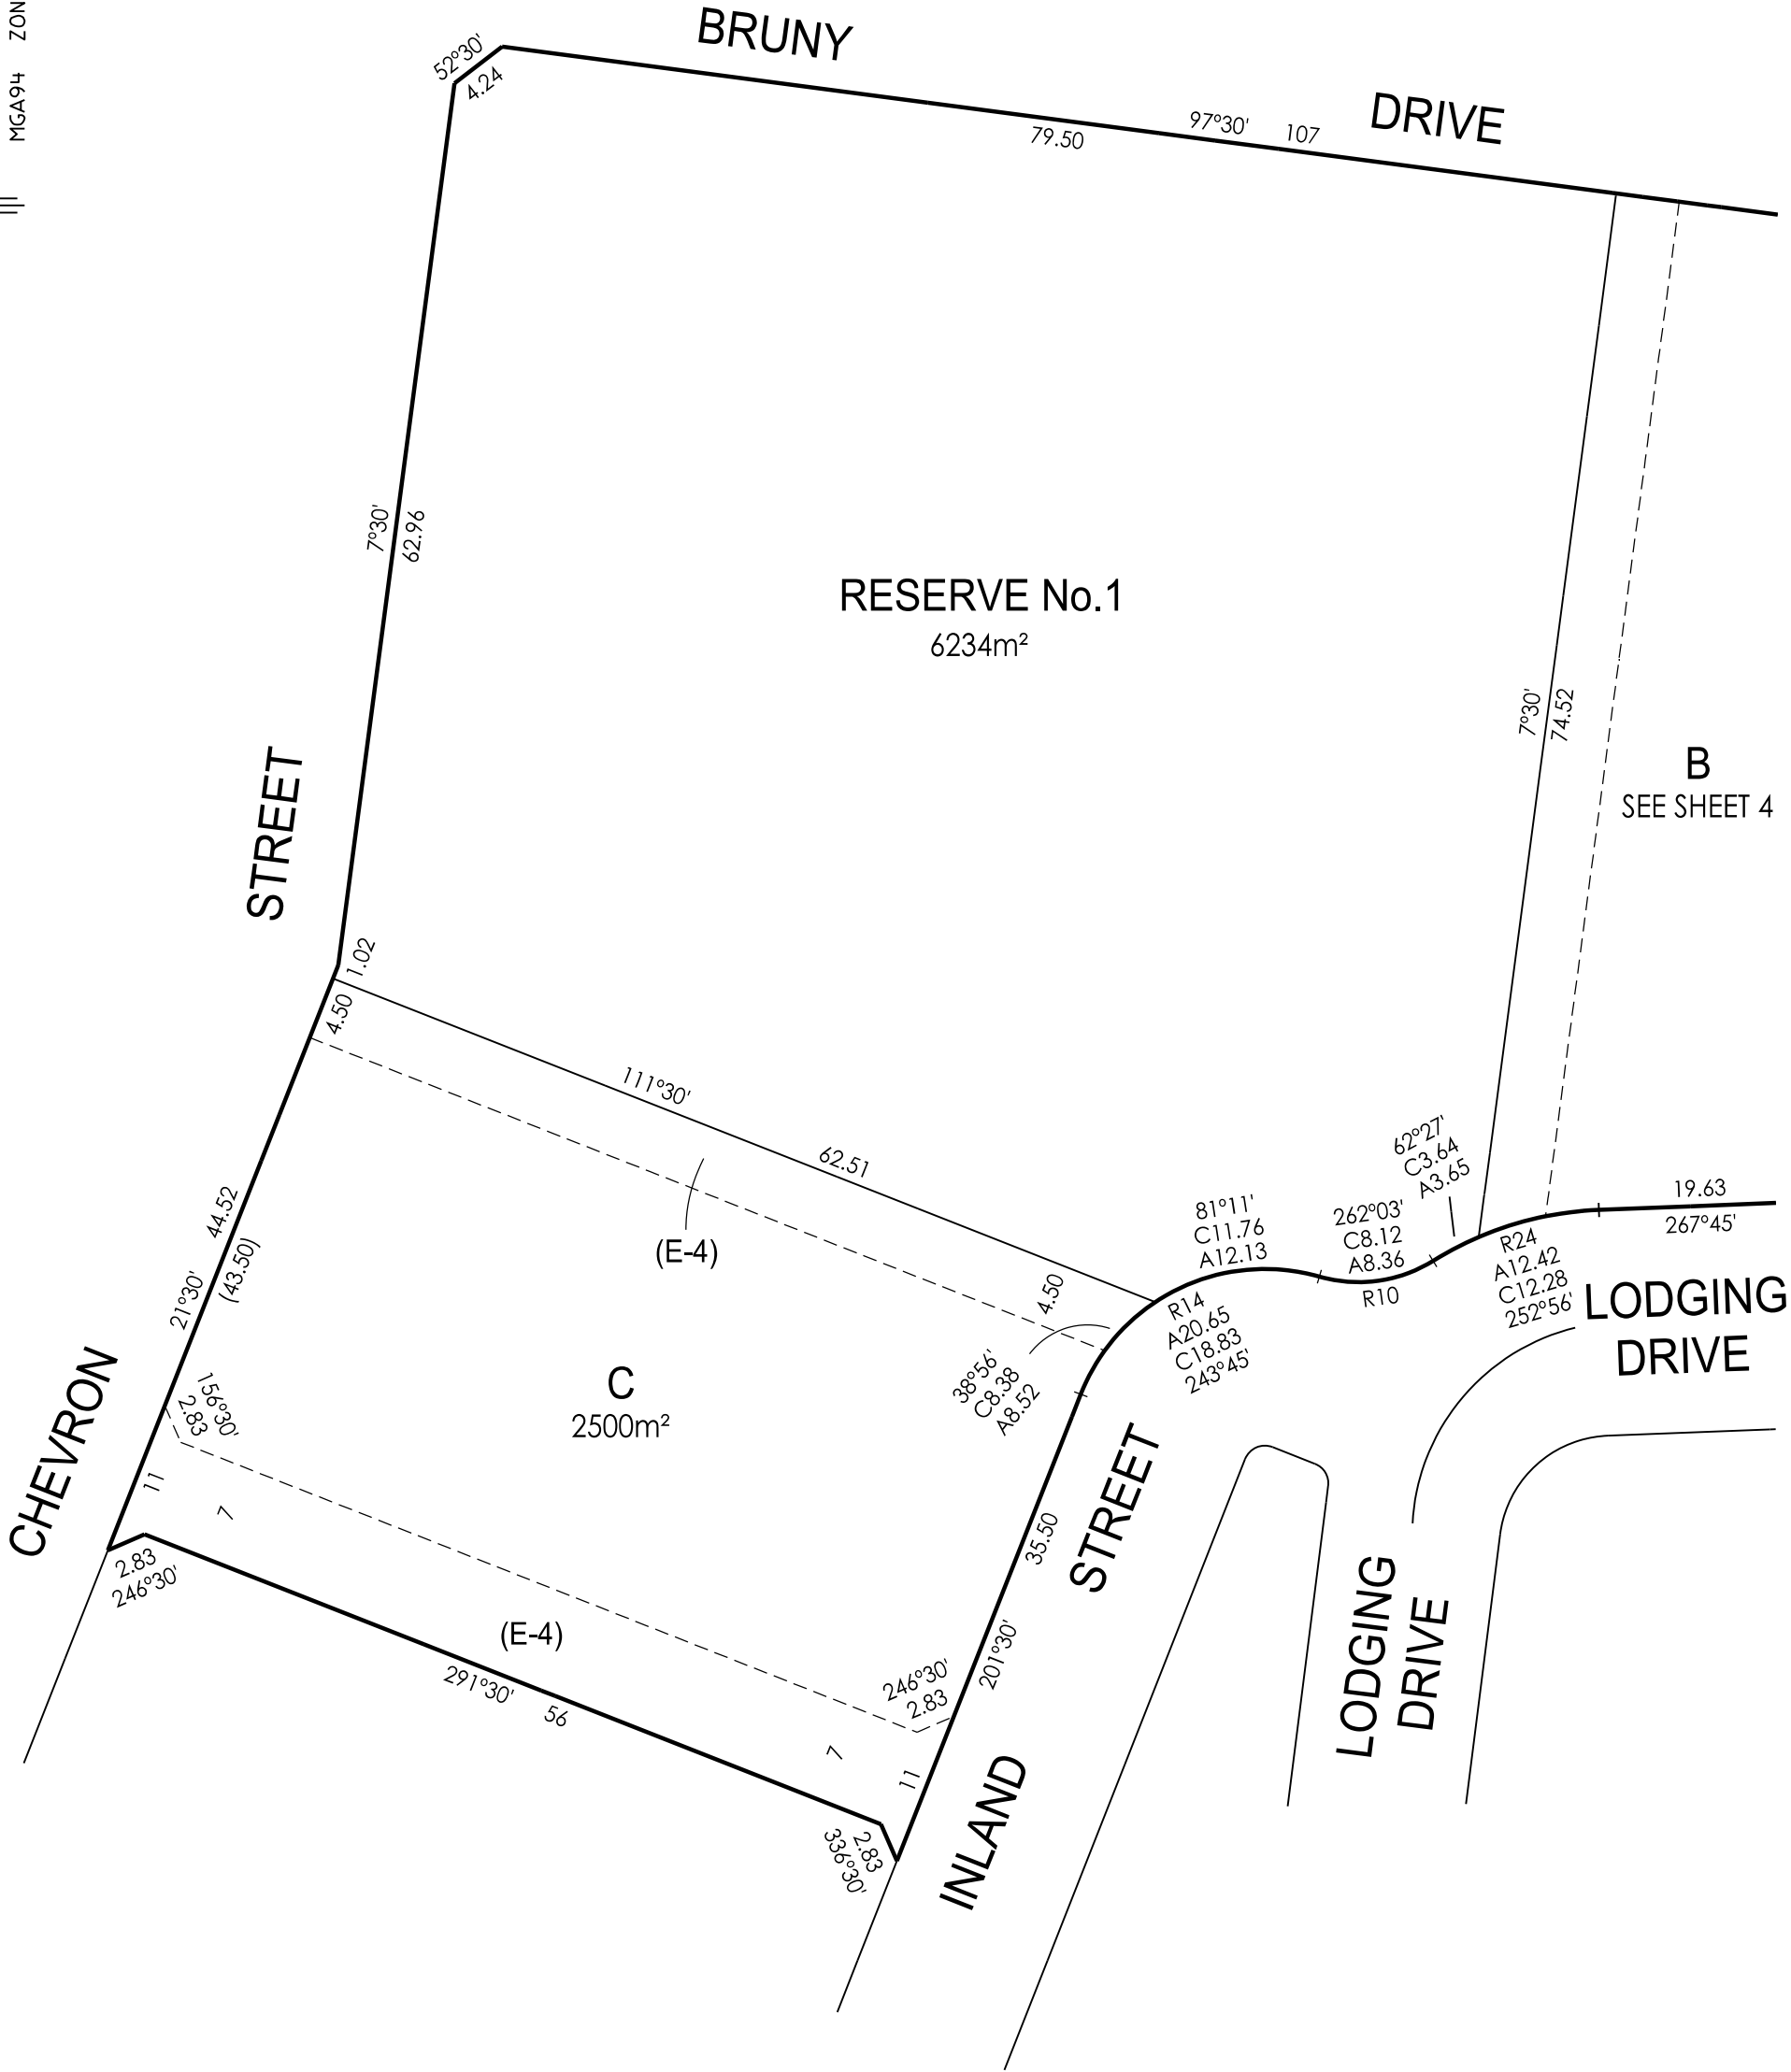 MGA94 ZON
BRUNY
DRIVE
52°30'
4.24
79.50
97°30'
107
7°30'
62.96
RESERVE No.1
6234m²
7°30'
74.52
B
SEE SHEET 4
STREET
1.02
4.50
111°30'
62.51
(E-4)
4.50
44.52
(43.50)
21°30'
CHEVRON
62°27'
C3.64
A3.65
81°11'
C11.76
A12.13
262°03'
C8.12
A8.36
R10
19.63
267°45'
R24
A12.42
C12.28
252°56'
R14
A20.65
C18.83
243°45'
38°56'
C8.38
A8.52
LODGING
DRIVE
C
2500m²
156°30'
2.83
11
7
2.83
246°30'
(E-4)
291°30'
56
35.50
201°30'
STREET
INLAND
246°30'
2.83
7
11
2.83
336°30'
LODGING
DRIVE